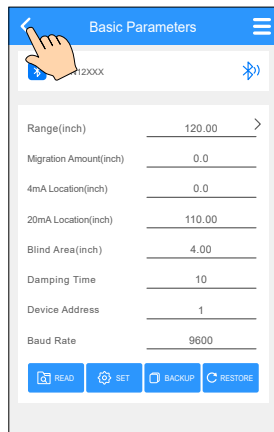 Basic Parameters
12XXX
Range(inch) 120.00
Migration Amount(inch) 0.0
4mA Location(inch) 0.0
20mA Location(inch) 110.00
Blind Area(inch) 4.00
Damping Time 10
Device Address 1
Baud Rate 9600
READ SET BACKUP RESTORE